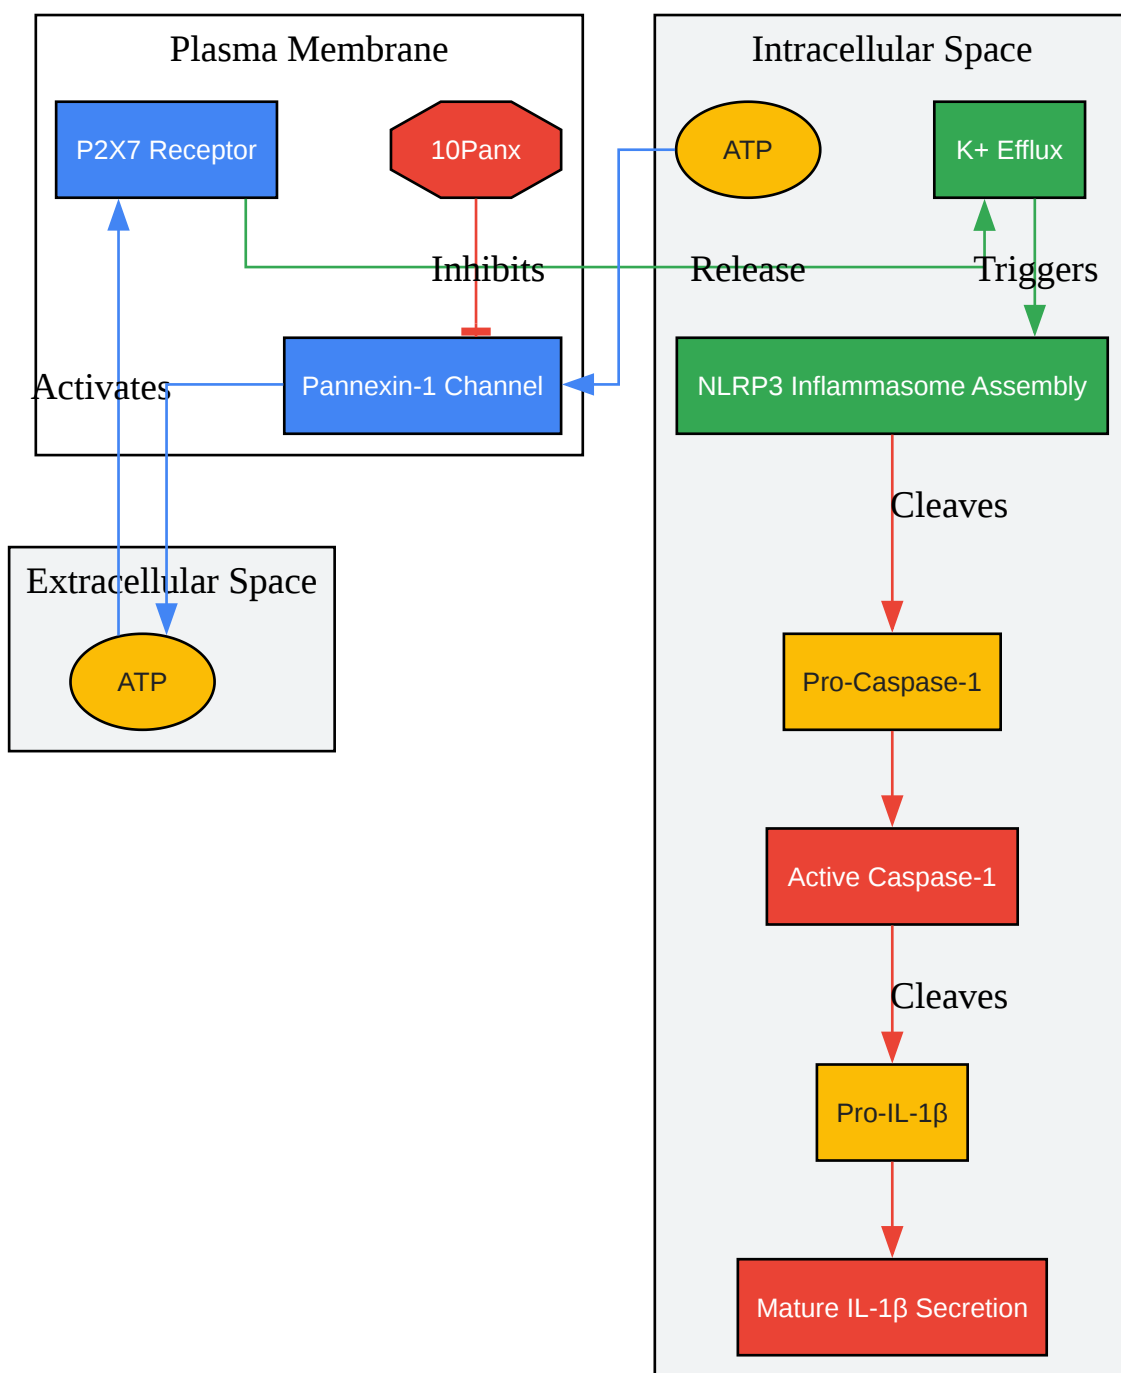 Plasma Membrane
Intracellular Space
P2X7 Receptor
10Panx
ATP
K+ Efflux
Inhibits
Release
Triggers
Activates
Pannexin-1 Channel
NLRP3 Inflammasome Assembly
Cleaves
Extracellular Space
ATP
Pro-Caspase-1
Active Caspase-1
Cleaves
Pro-IL-1β
Mature IL-1β Secretion